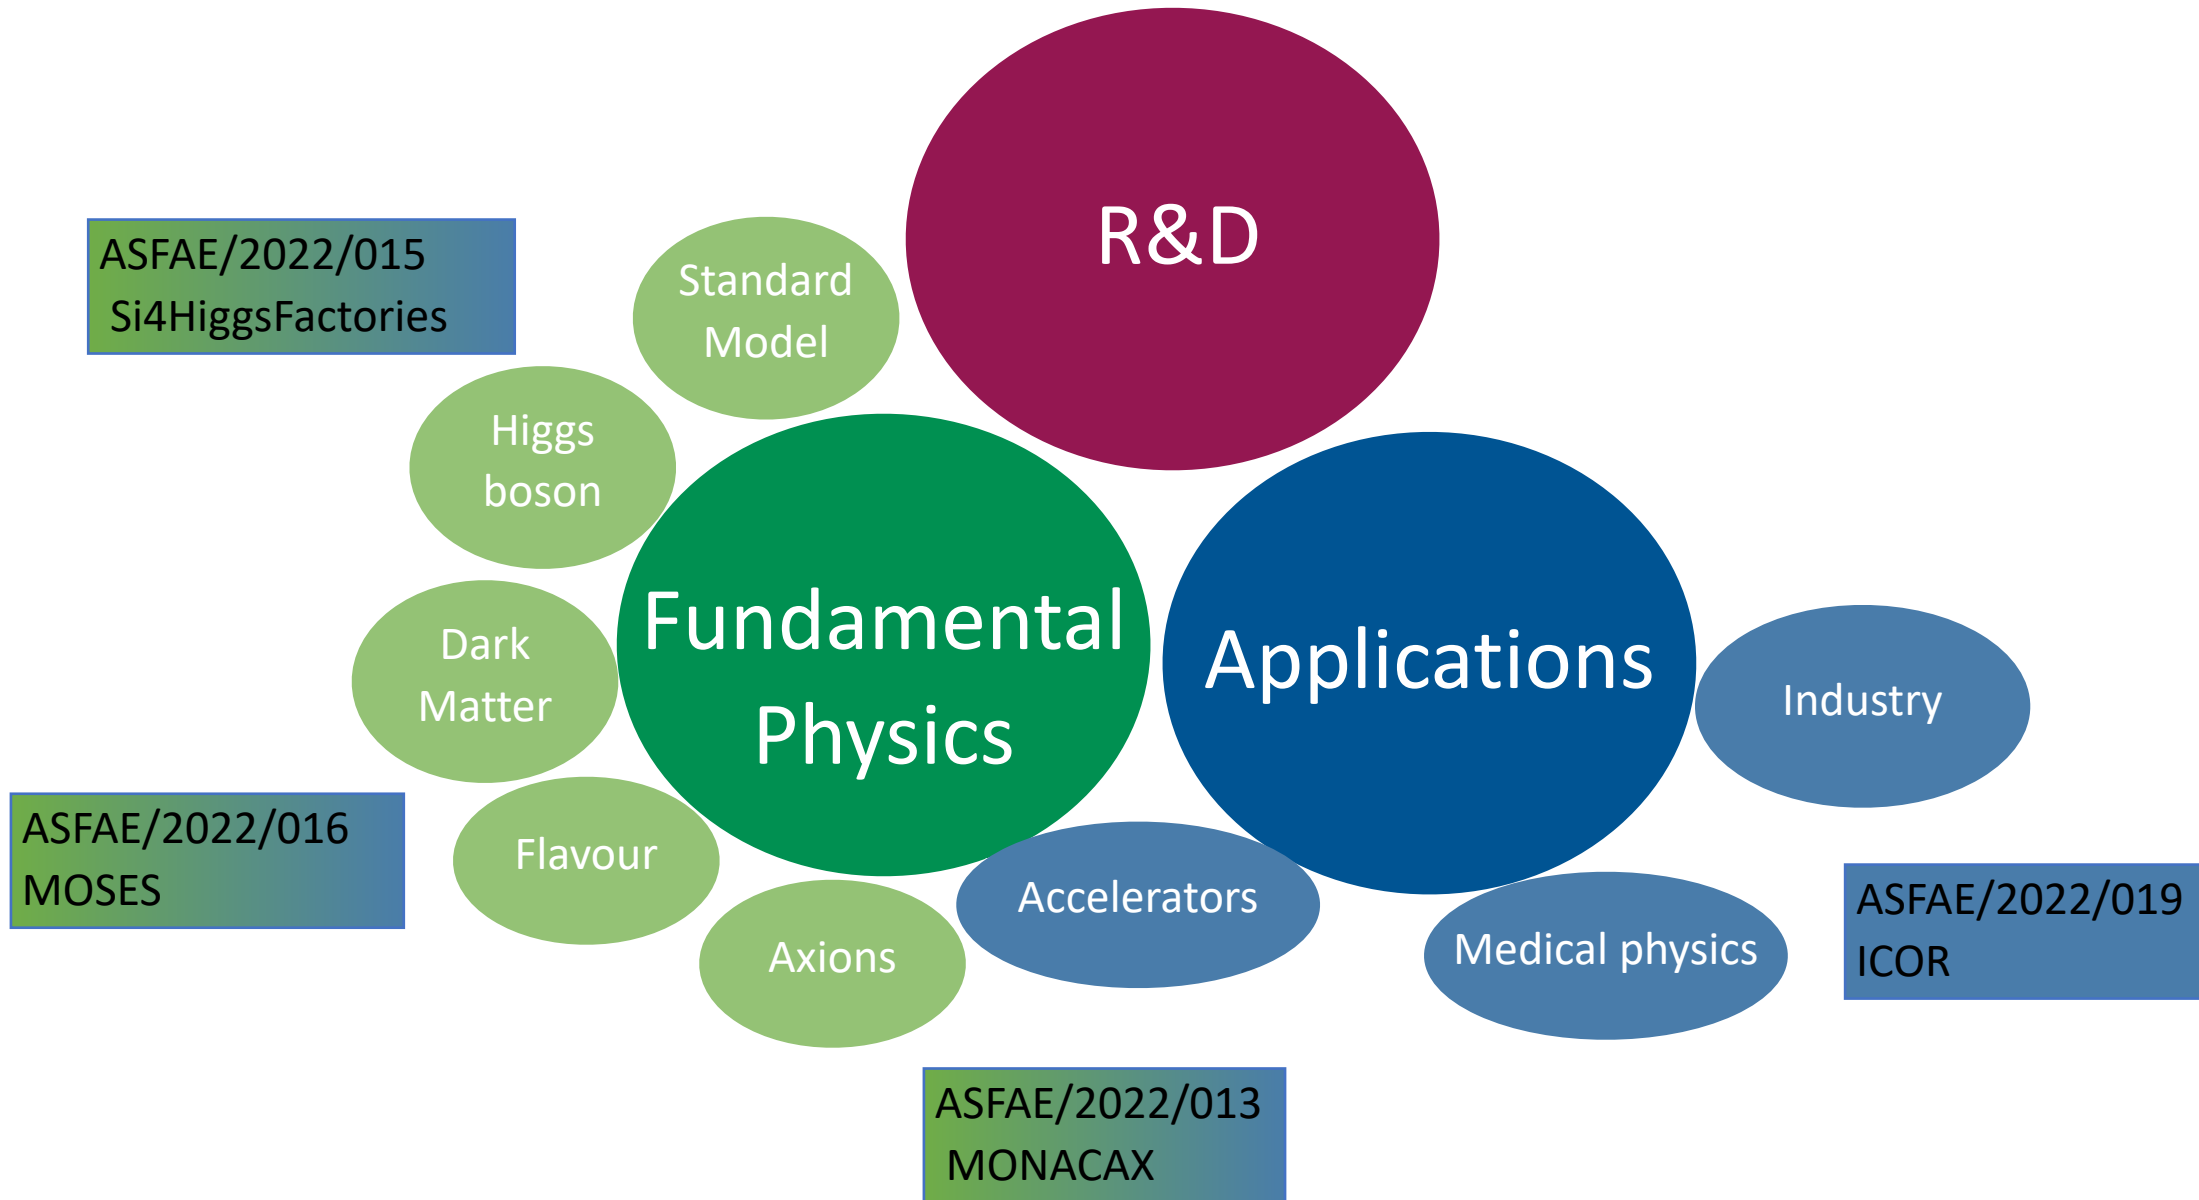 R&D
ASFAE/2022/015
Si4HiggsFactories
Standard
Model
Higgs
boson
Fundamental
Physics
Applications
Dark
Matter
Industry
ASFAE/2022/016
MOSES
Flavour
Accelerators
Axions
Medical physics
ASFAE/2022/019
ICOR
ASFAE/2022/013
MONACAX